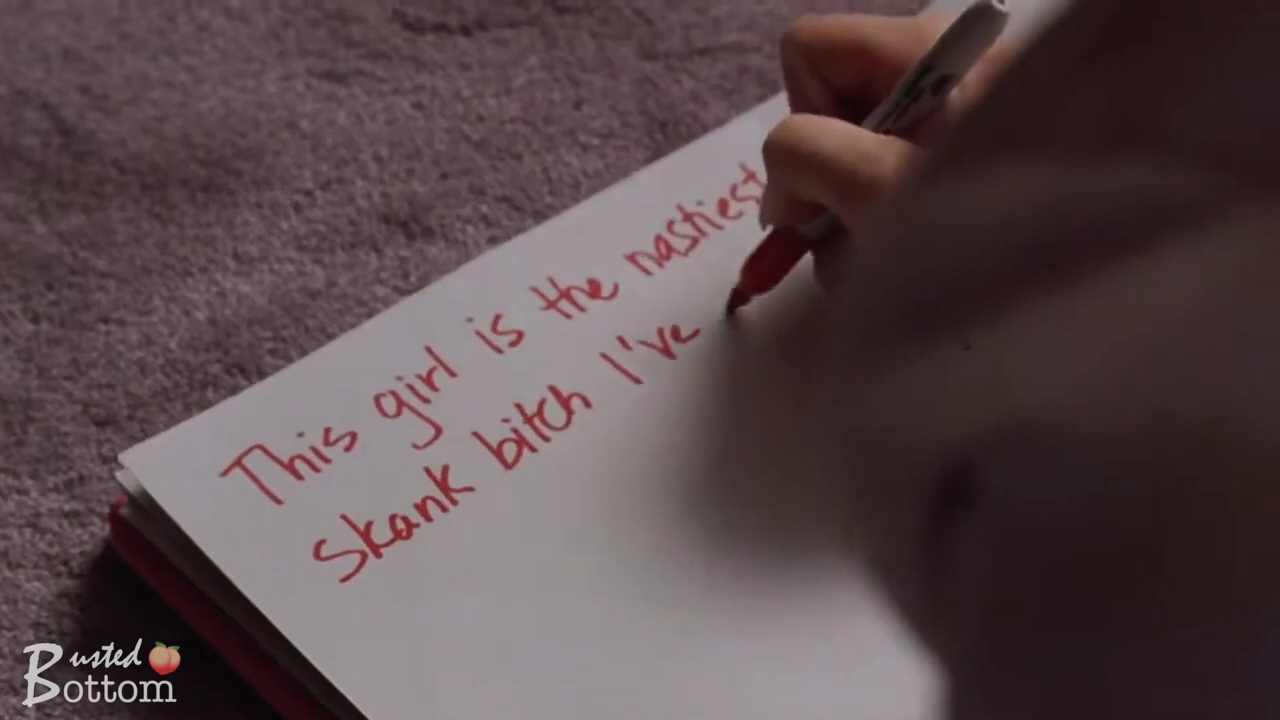 This girl is the nastiest
skank bitch I've
Busted
Bottom